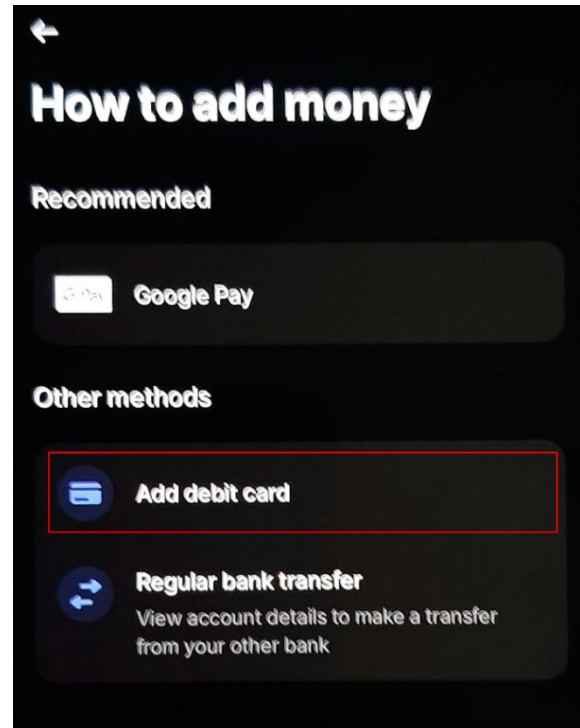 How to add money
Recommended
Google Pay
Other methods
Add debit card
Regular bank transfer
View account details to make a transfer
from your other bank